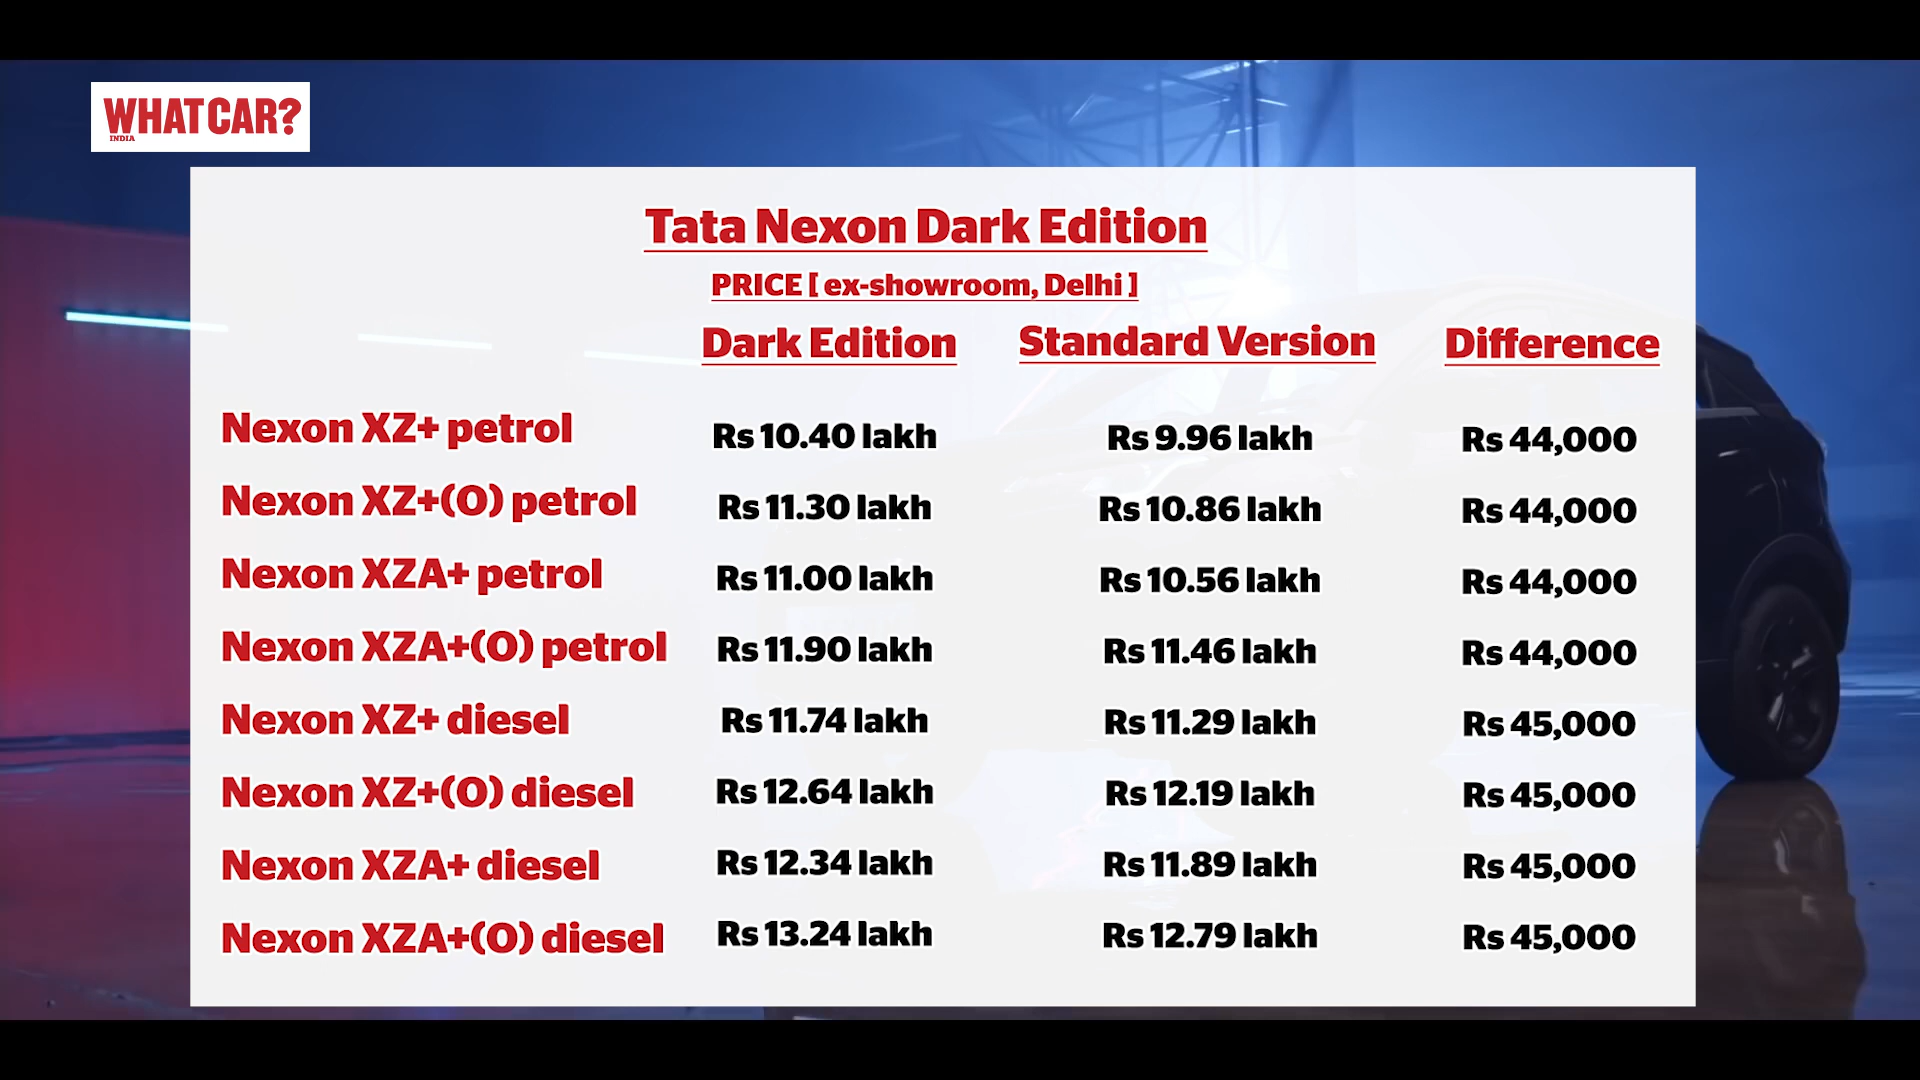 WHAT CAR?
INDIA
Tata Nexon Dark Edition
PRICE [ ex-showroom, Delhi ]
Dark Edition Standard Version Difference
Nexon XZ+ petrol Rs 10.40 lakh Rs 9.96 lakh Rs 44,000
Nexon XZ+(O) petrol Rs 11.30 lakh Rs 10.86 lakh Rs 44,000
Nexon XZA+ petrol Rs 11.00 lakh Rs 10.56 lakh Rs 44,000
Nexon XZA+(O) petrol Rs 11.90 lakh Rs 11.46 lakh Rs 44,000
Nexon XZ+ diesel Rs 11.74 lakh Rs 11.29 lakh Rs 45,000
Nexon XZ+(O) diesel Rs 12.64 lakh Rs 12.19 lakh Rs 45,000
Nexon XZA+ diesel Rs 12.34 lakh Rs 11.89 lakh Rs 45,000
Nexon XZA+(O) diesel Rs 13.24 lakh Rs 12.79 lakh Rs 45,000